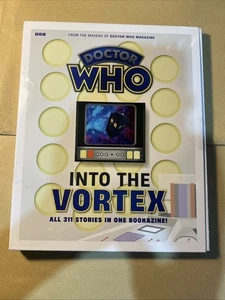 BBC
FROM THE MAKERS OF DOCTOR WHO MAGAZINE
DOCTOR
WHO
INTO THE
VORTEX
ALL 311 STORIES IN ONE BOOKAZINE!